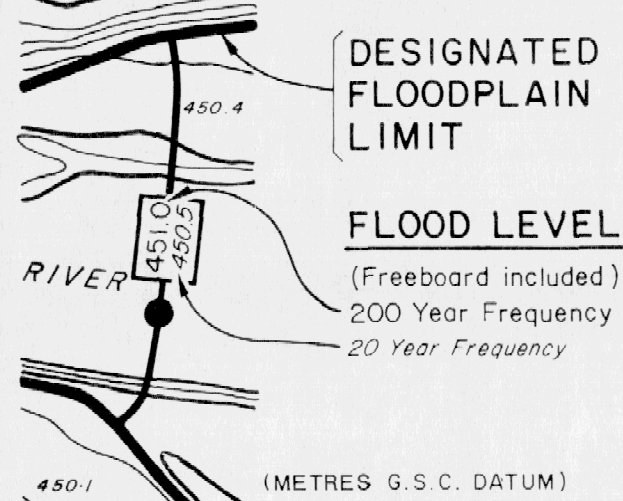 DESIGNATED
FLOODPLAIN
LIMIT
450.4
451.0
450.5
FLOOD LEVEL
RIVER
(Freeboard included)
200 Year Frequency
20 Year Frequency
450.1
(METRES G.S.C. DATUM)